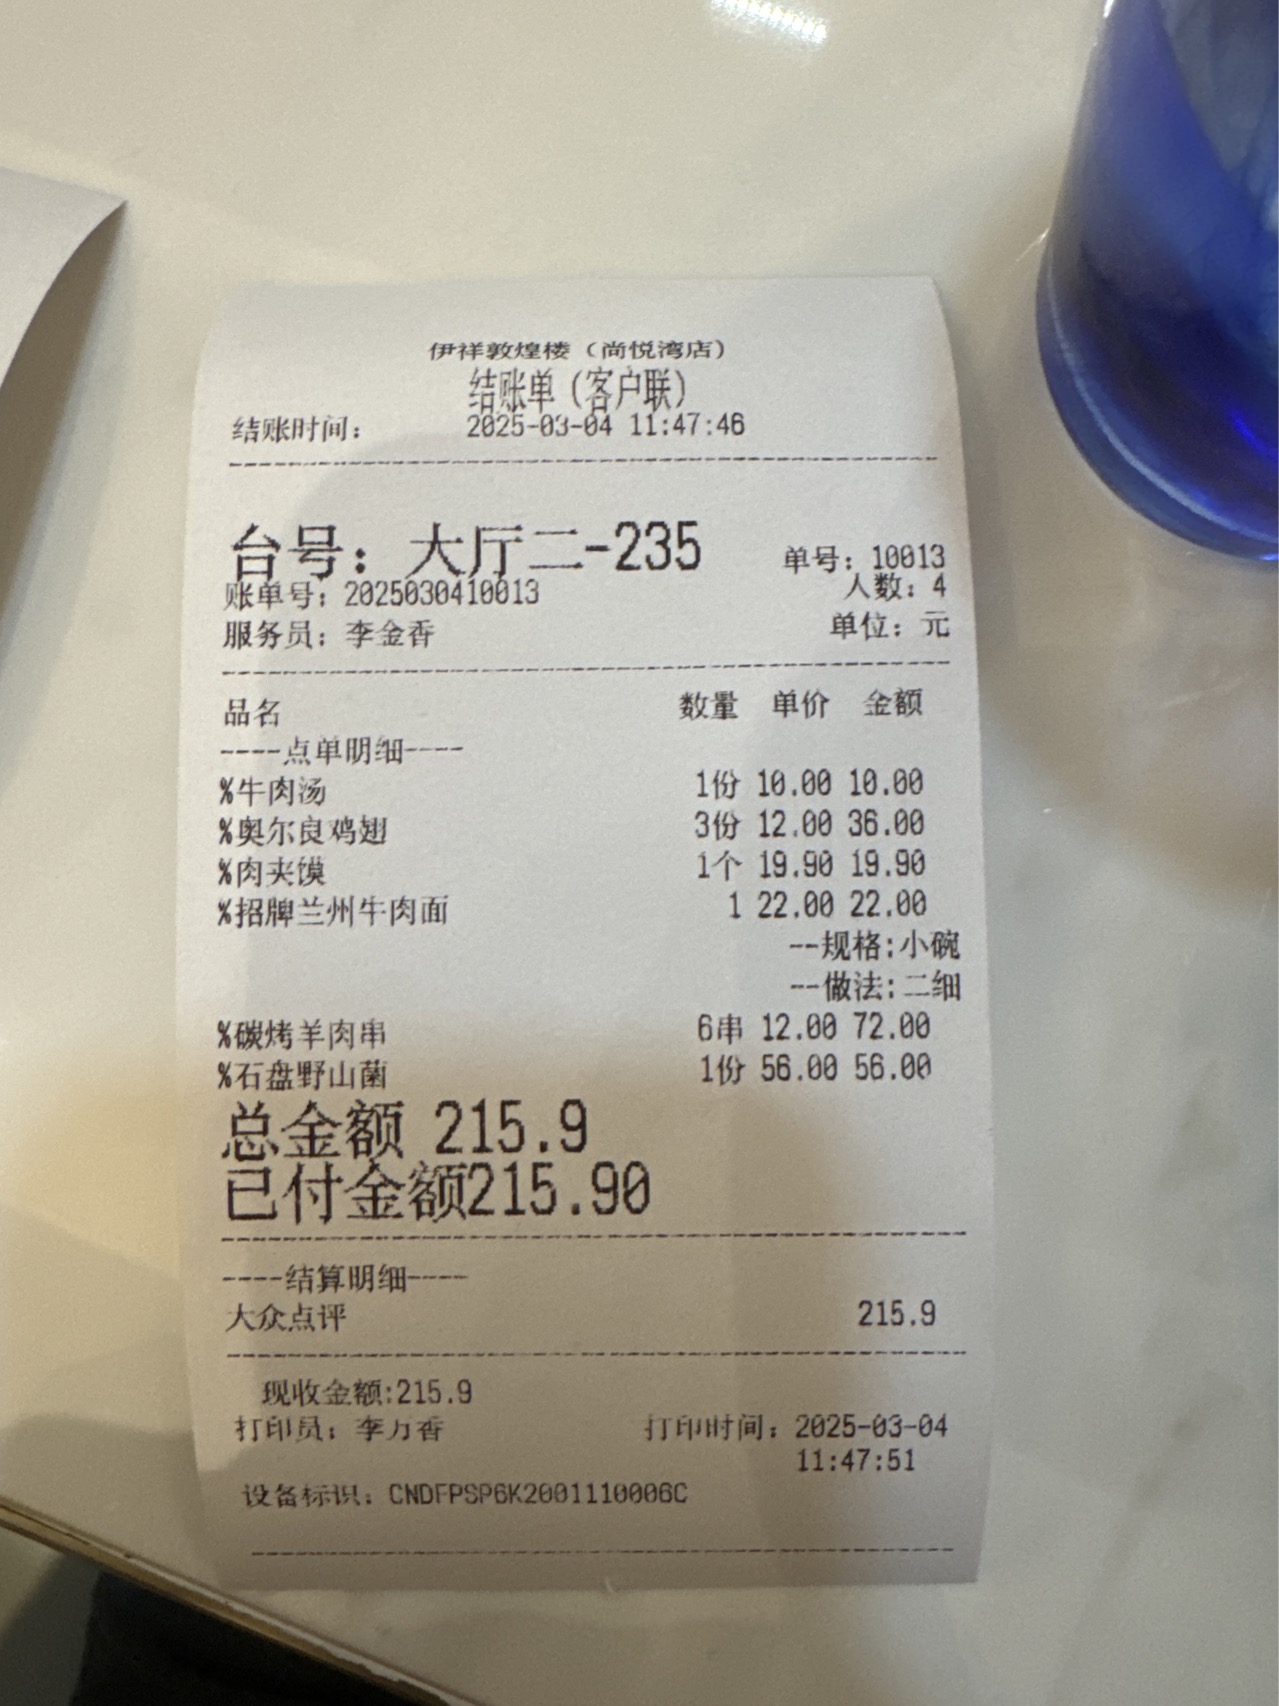 伊祥敦煌楼（尚悦湾店）
结账单（客户联）
结账时间： 2025-03-04 11:47:46
台号：大厅二-235 单号：10013
账单号：2025030410013 人数：4
服务员：李金香 单位：元
品名 数量 单价 金额
----点单明细----
%牛肉汤 1份 10.00 10.00
%奥尔良鸡翅 3份 12.00 36.00
%肉夹馍 1个 19.90 19.90
%招牌兰州牛肉面 1 22.00 22.00
--规格:小碗
--做法:二细
%碳烤羊肉串 6串 12.00 72.00
%石盘野山菌 1份 56.00 56.00
总金额 215.9
已付金额215.90
----结算明细----
大众点评 215.9
现收金额:215.9
打印员：李万香 打印时间：2025-03-04
11:47:51
设备标识：CNDFPSP6K2001110006C